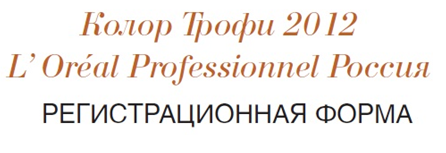 Колор Трофи 2012
L’ Oréal Professionnel Россия
РЕГИСТРАЦИОННАЯ ФОРМА